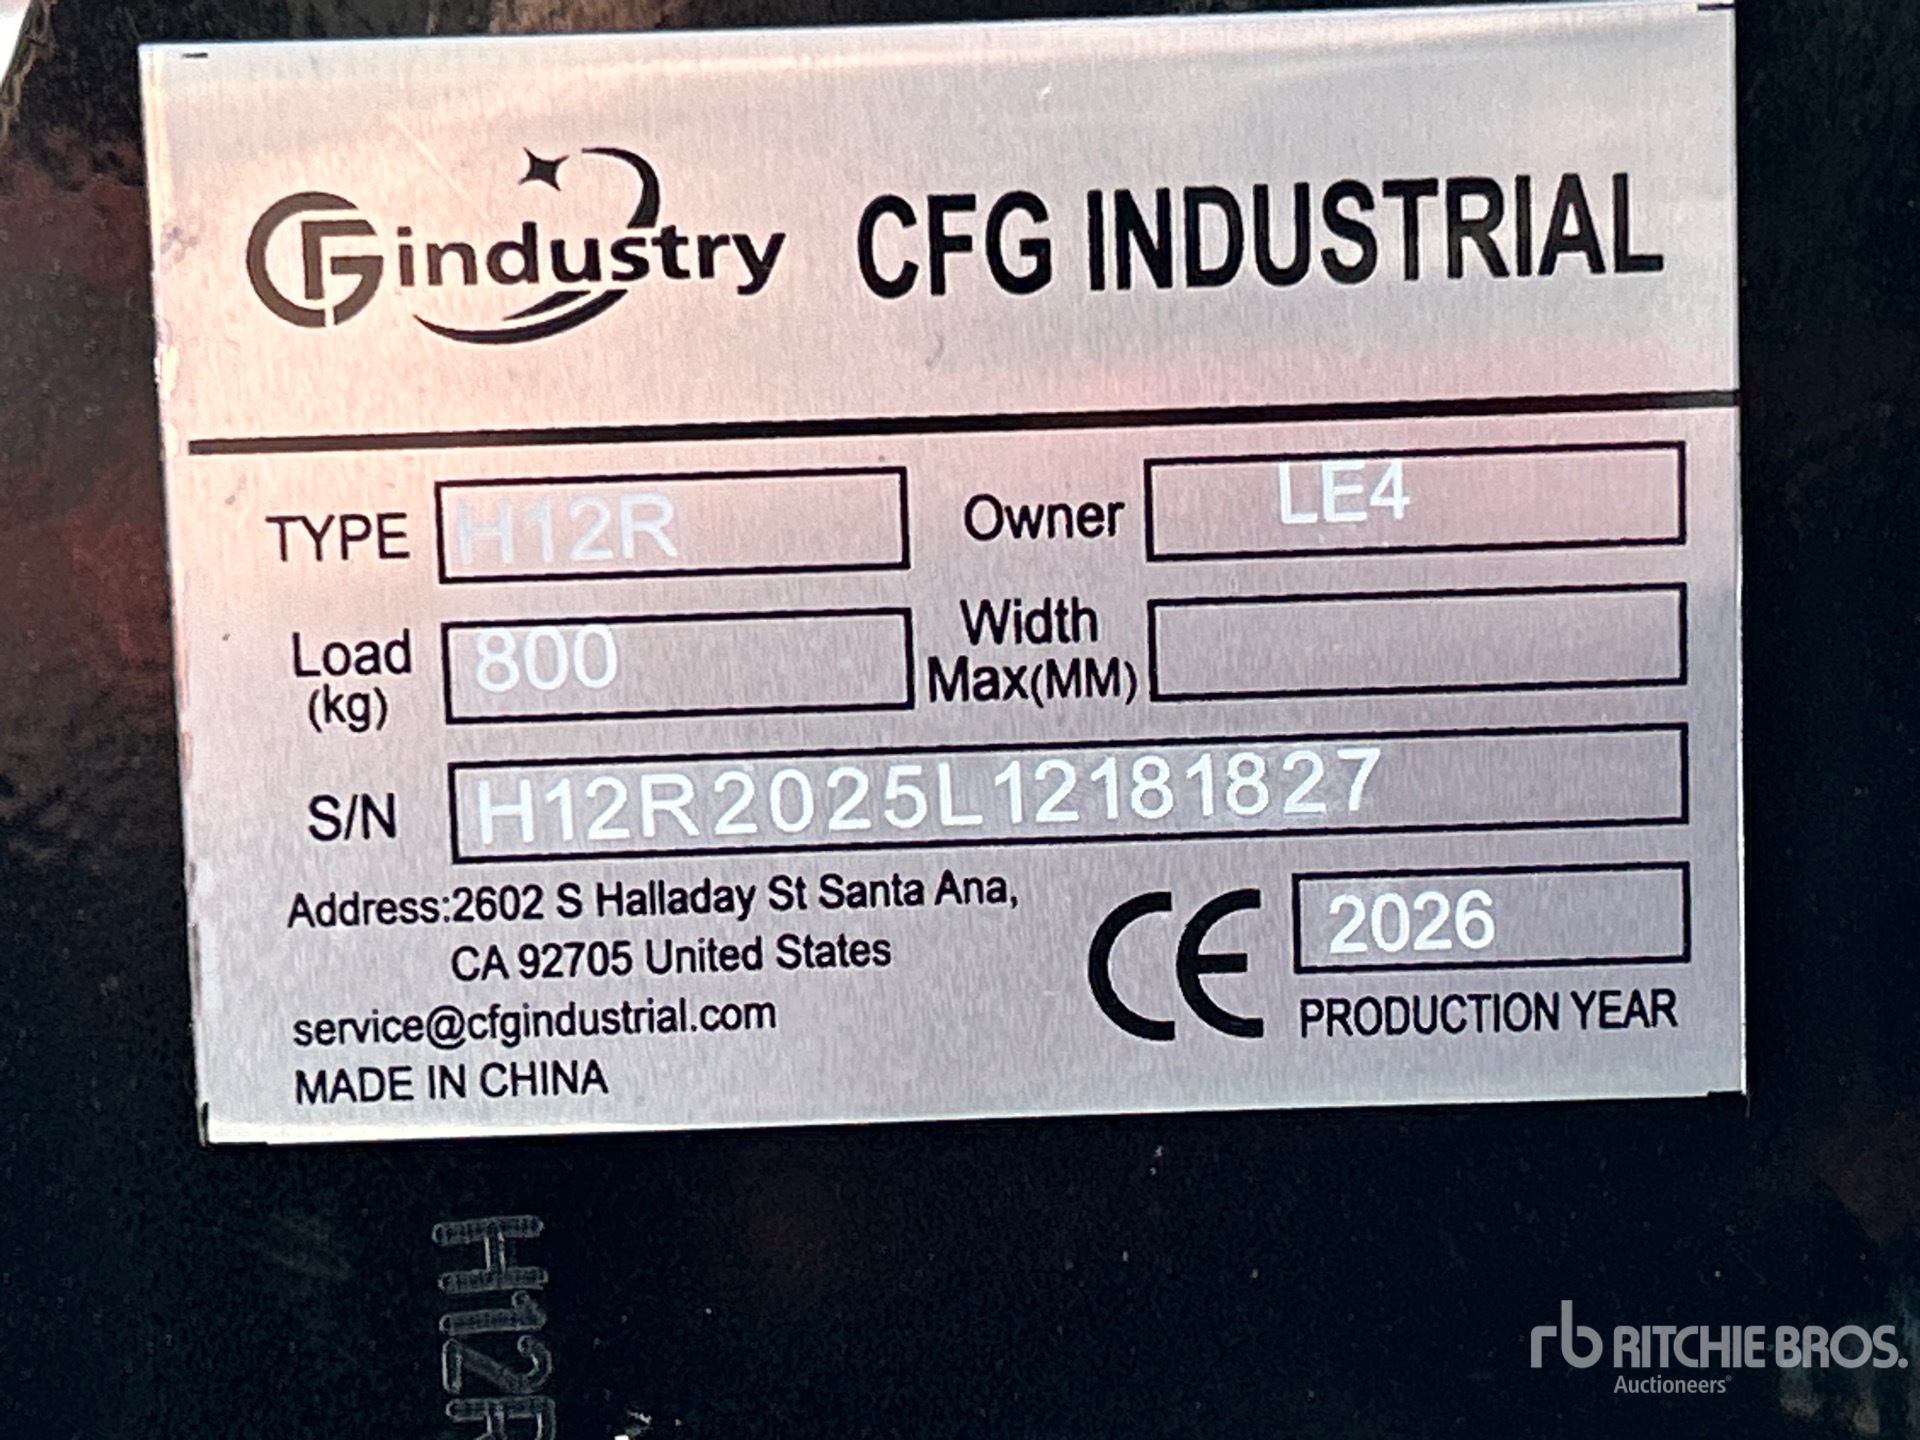 CFG industry CFG INDUSTRIAL
TYPE H12R Owner LE4
Load (kg) 800 Width Max(MM)
S/N H12R2025L12181827
Address:2602 S Halladay St Santa Ana,
CA 92705 United States
service@cfgindustrial.com
MADE IN CHINA
CE 2026
PRODUCTION YEAR
H12R
rb RITCHIE BROS.
Auctioneers